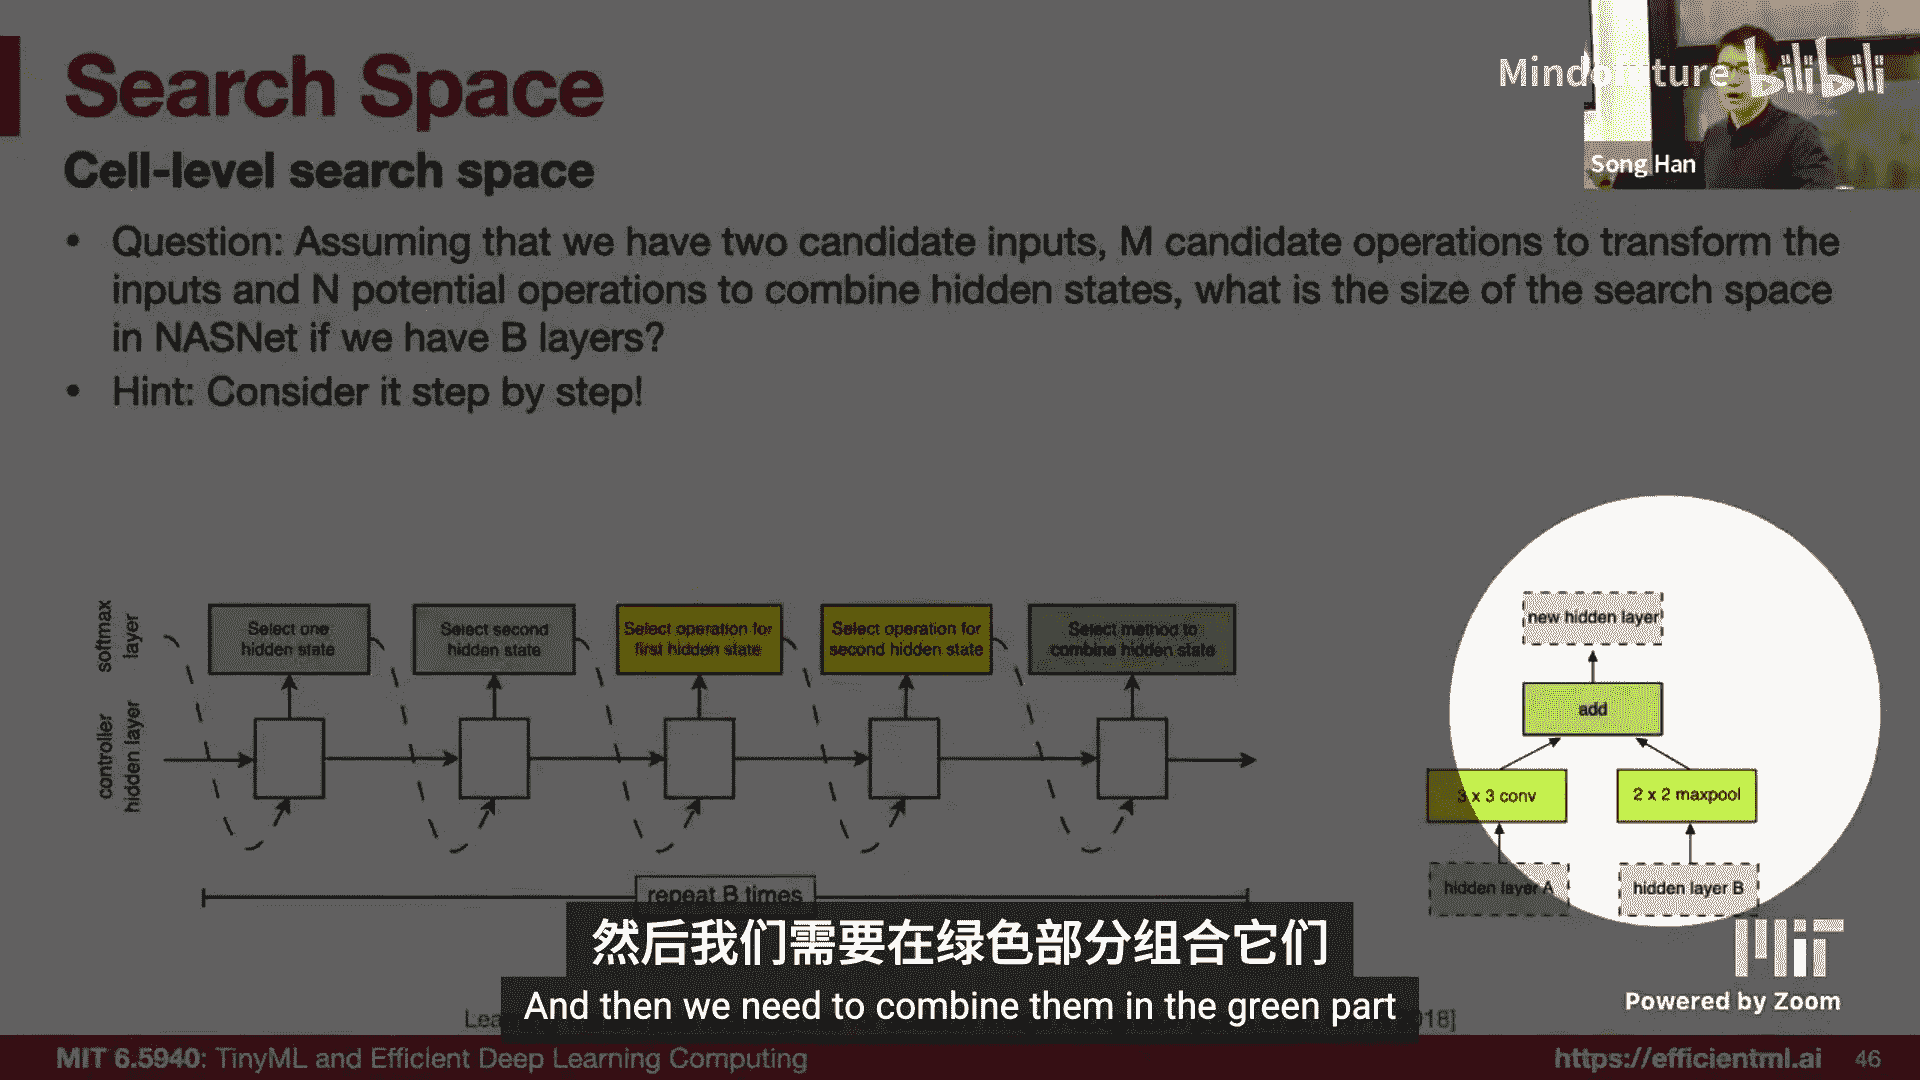 Search Space
Cell-level search space
• Question: Assuming that we have two candidate inputs, M candidate operations to transform the
inputs and N potential operations to combine hidden states, what is the size of the search space
in NASNet if we have B layers?
• Hint: Consider it step by step!
bilibili
Song Han
softmax
layer
controller
hidden layer
Select one
hidden state
Select second
hidden state
Select operation for
first hidden state
Select operation for
second hidden state
Select method to
combine hidden state
repeat B times
new hidden layer
add
3 x 3 conv
2 x 2 maxpool
hidden layer A
hidden layer B
然后我们需要在绿色部分组合它们
And then we need to combine them in the green part
MIT
Powered by Zoom
MIT 6.5940: TinyML and Efficient Deep Learning Computing
https://efficientml.ai
46